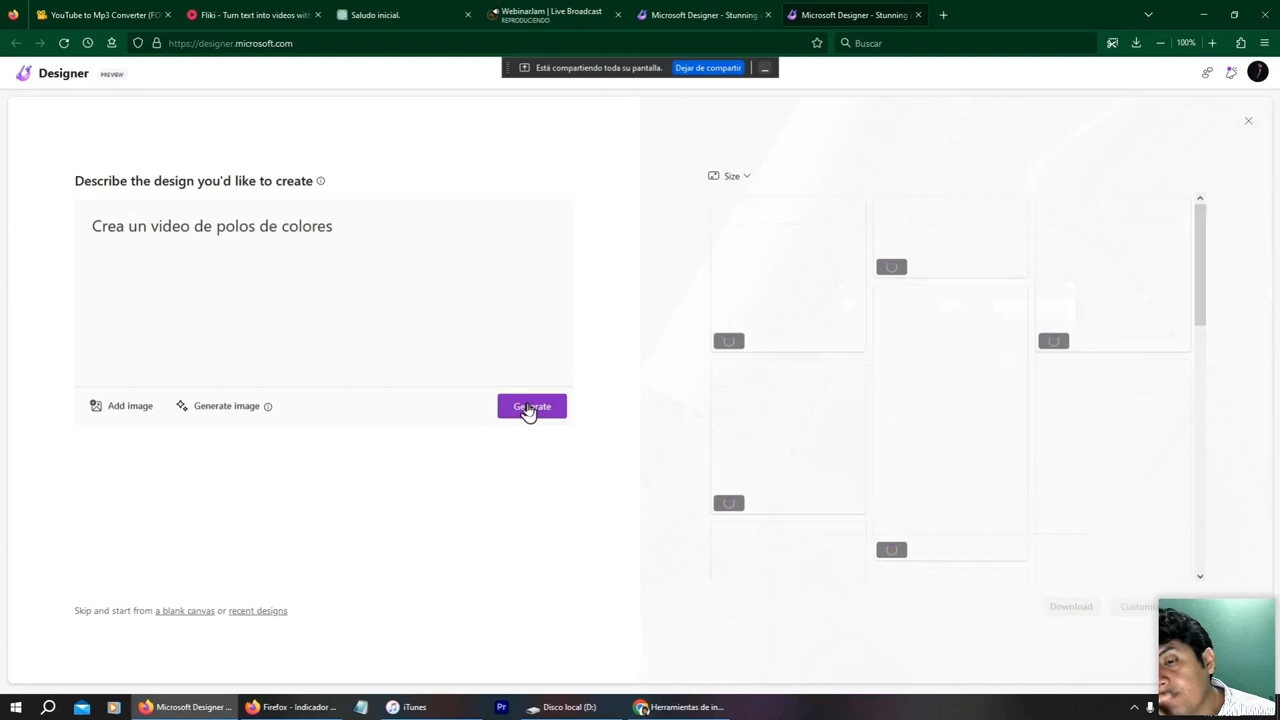 YouTube to Mp3 Converter (FO
Fliki - Turn text into videos with
Saludo inicial.
WebinarJam | Live Broadcast
REPRODUCIENDO
Microsoft Designer - Stunning
Microsoft Designer - Stunning
https://designer.microsoft.com
Buscar
100%
Designer
PREVIEW
Está compartiendo toda su pantalla.
Dejar de compartir
Describe the design you'd like to create
Size
Crea un video de polos de colores
Add image
Generate image
Generate
Skip and start from a blank canvas or recent designs
Download
Customi
Microsoft Designer ...
Firefox - Indicador ...
iTunes
Pr
Disco local (D:)
Herramientas de in...